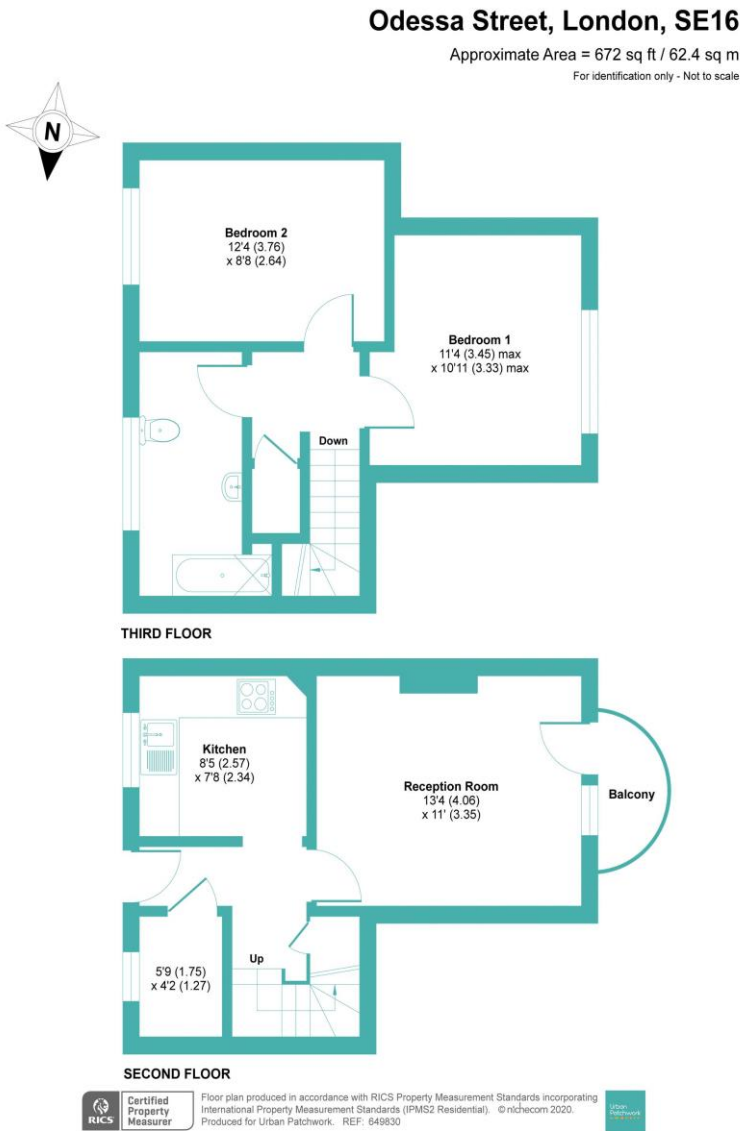 Odessa Street, London, SE16
Approximate Area = 672 sq ft / 62.4 sq m
For identification only - Not to scale
N
Bedroom 2
12'4 (3.76)
x 8'8 (2.64)
Bedroom 1
11'4 (3.45) max
x 10'11 (3.33) max
Down
THIRD FLOOR
Kitchen
8'5 (2.57)
x 7'8 (2.34)
Reception Room
13'4 (4.06)
x 11' (3.35)
Balcony
5'9 (1.75)
x 4'2 (1.27)
Up
SECOND FLOOR
RICS
Certified
Property
Measurer
Floor plan produced in accordance with RICS Property Measurement Standards incorporating
International Property Measurement Standards (IPMS2 Residential). © nichecom 2020.
Produced for Urban Patchwork. REF: 649830
Urban
Patchwork